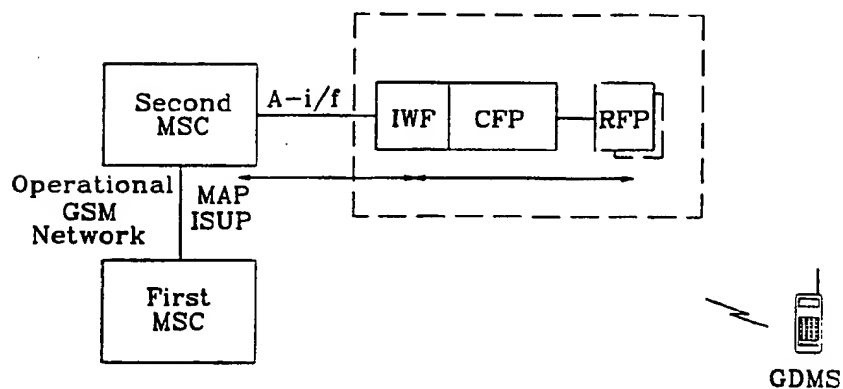 Second
MSC
A-i/f
IWF
CFP
RFP
Operational
GSM
Network
MAP
ISUP
First
MSC
GDMS